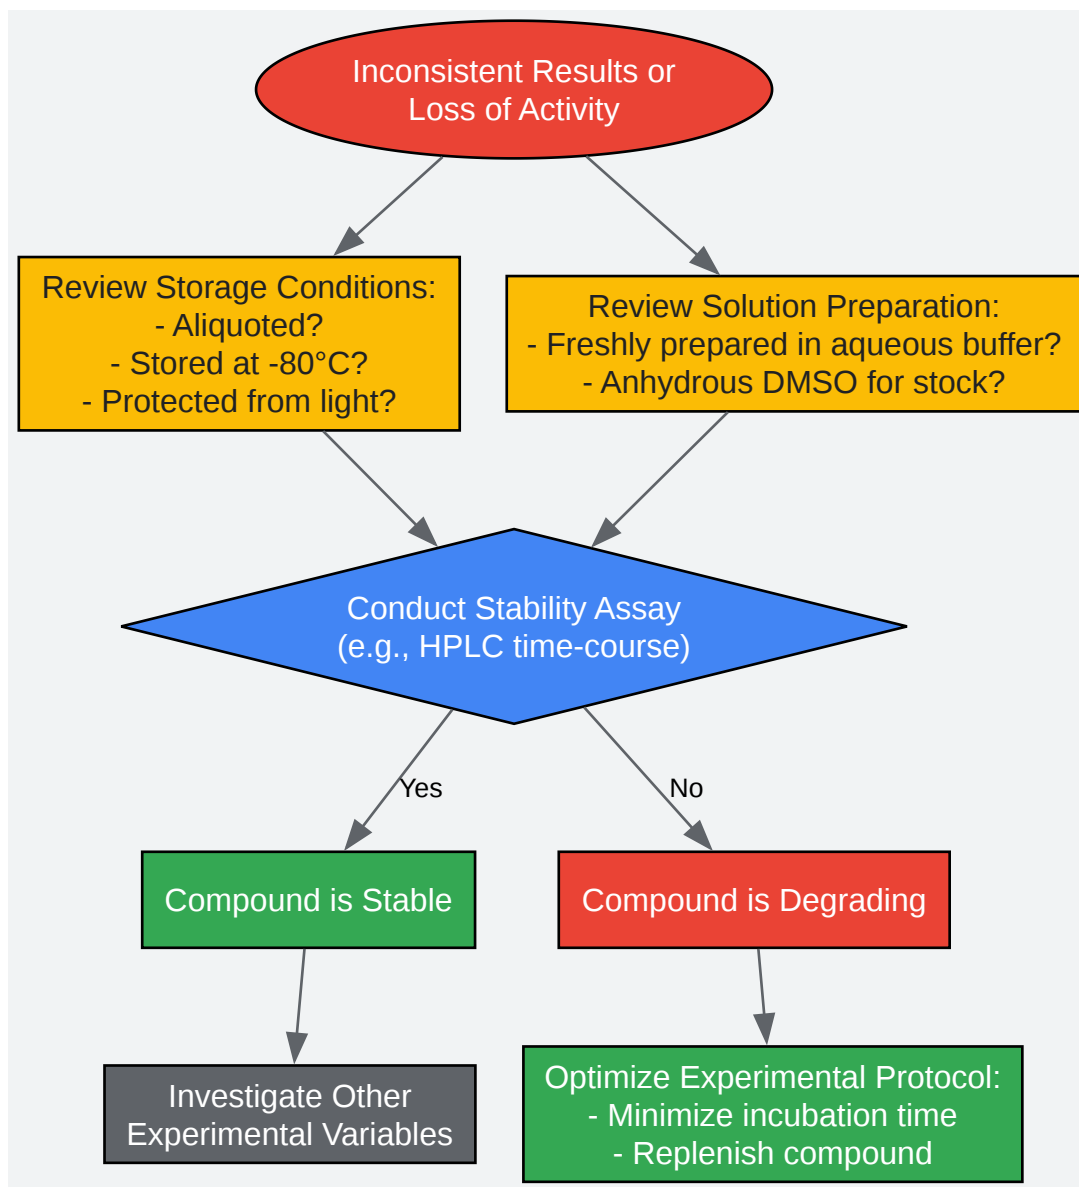 Inconsistent Results or
Loss of Activity
Review Storage Conditions:
- Aliquoted?
- Stored at -80°C?
- Protected from light?
Review Solution Preparation:
- Freshly prepared in aqueous buffer?
- Anhydrous DMSO for stock?
Conduct Stability Assay
(e.g., HPLC time-course)
Yes
No
Compound is Stable
Compound is Degrading
Investigate Other
Experimental Variables
Optimize Experimental Protocol:
- Minimize incubation time
- Replenish compound